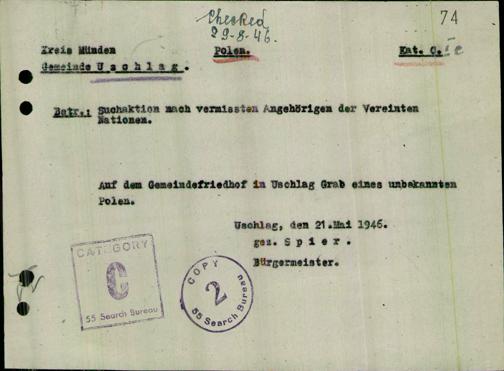 Checked
29-8-46.
74
Kreis Münden
Polen.
Kat. C.
Gemeinde Uschlag.
Betr.: Suchaktion nach vermissten Angehörigen der Vereinten
Nationen.
Auf dem Gemeindefriedhof in Uschlag Grab eines unbekannten
Polen.
Uschlag, den 21.Mai 1946.
gez. Spier.
Bürgermeister.
CATEGORY
C
55 Search Bureau
COPY
2
55 Search Bureau